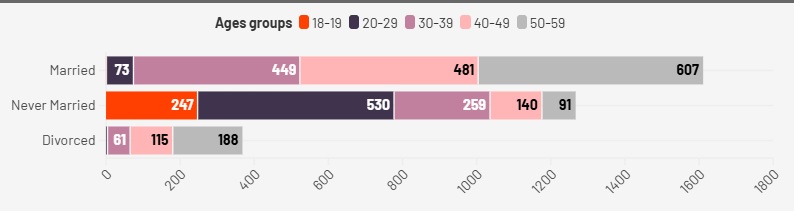 Ages groups 18-19 20-29 30-39 40-49 50-59
Married 73 449 481 607
Never Married 247 530 259 140 91
Divorced 61 115 188
0 200 400 600 800 1000 1200 1400 1600 1800